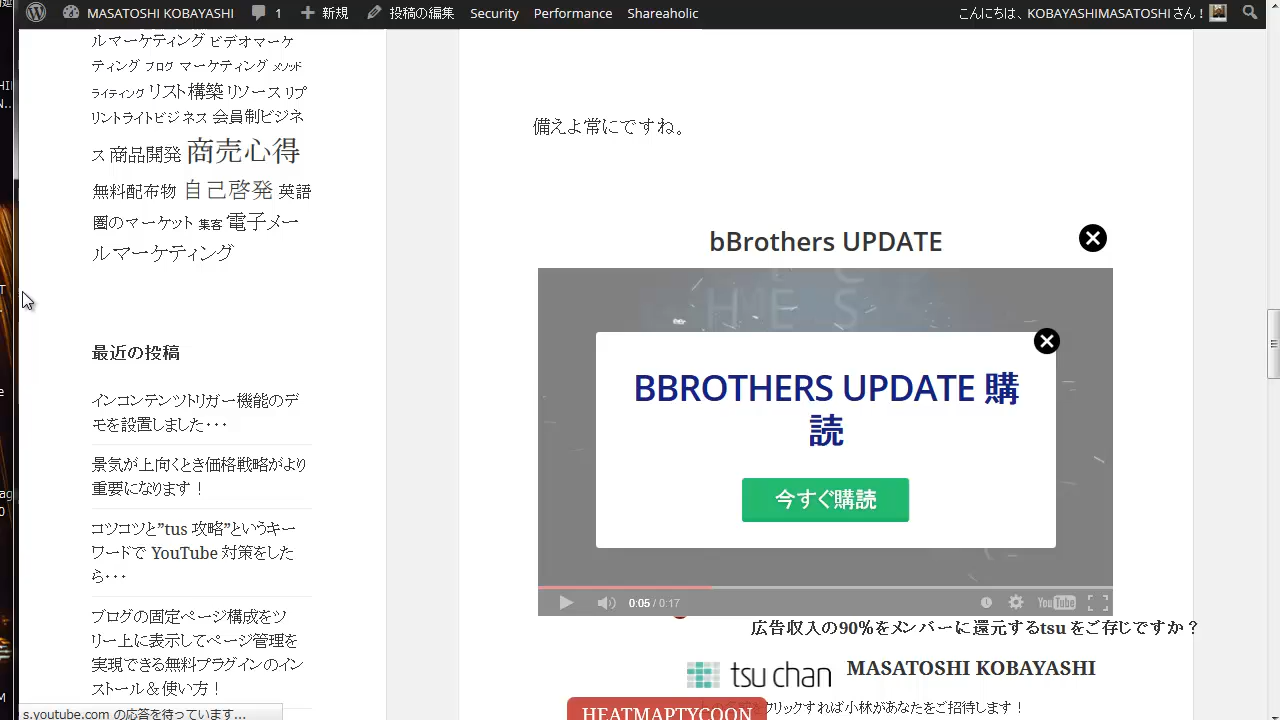 MASATOSHI KOBAYASHI 1 新規 投稿の編集 Security Performance Shareaholic こんにちは、KOBAYASHIMASATOSHI さん！
ルマーケティング ビデオマーケ
ティング ブログ マーケティング メソッド
ライティング リスト構築 リソース リプ
リントライトビジネス 会員制ビジネ
ス 商品開発 商売心得
無料配布物 自己啓発 英語
圏のマーケット 集客 電子メー
ルマーケティング
最近の投稿
インコンテンツトリガー機能のデ
モを設置しました・・・
景気が上向くとき価格戦略がより
重要になります！
コツコツと”tus 攻略”というキー
ワードで YouTube 対策をした
ら・・・
ブログの固定ページ構成をツ
リー上に表示してページ管理を
実現できる無料プラグインのイン
ストール＆使い方！
s.youtube.com の応答を待っています...
備えよ常にですね。
bBrothers UPDATE
BBROTHERS UPDATE 購
読
今すぐ購読
0:05 / 0:17 YouTube
広告収入の90%をメンバーに還元するtsu をご存じですか？
tsu chan MASATOSHI KOBAYASHI
クリックすれば小林があなたをご招待します！
HEATMAPTYCOON